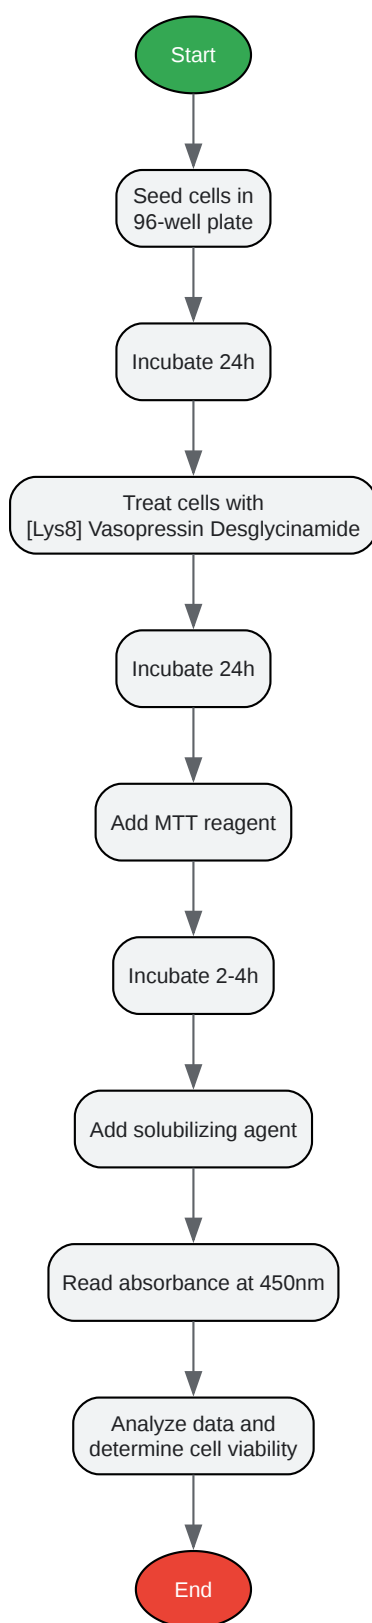 Start
Seed cells in
96-well plate
Incubate 24h
Treat cells with
[Lys8] Vasopressin Desglycinamide
Incubate 24h
Add MTT reagent
Incubate 2-4h
Add solubilizing agent
Read absorbance at 450nm
Analyze data and
determine cell viability
End